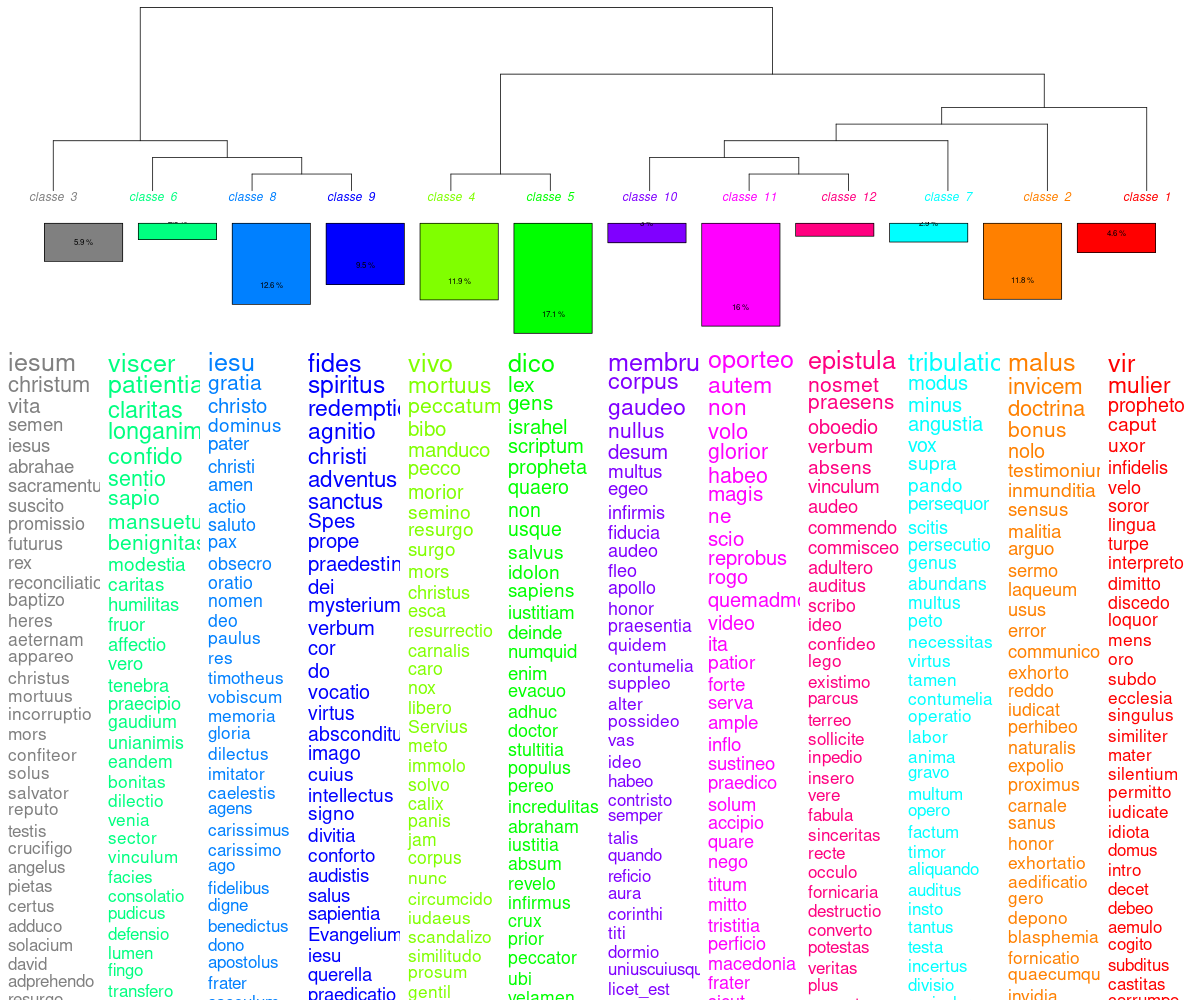 classe 3
classe 6
classe 8
classe 9
classe 4
classe 5
classe 10
classe 11
classe 12
classe 7
classe 2
classe 1
5.9 %
12.6 %
11.9 %
17.1 %
16 %
11.8 %
4.6 %
iesum
christum
vita
semen
iesus
abrahae
sacramentu
suscito
promissio
futurus
rex
reconciliatic
baptizo
heres
aeternam
appareo
christus
mortuus
incorruptio
mors
confiteor
solus
salvator
reputo
testis
crucifigo
angelus
pietas
certus
adduco
solacium
david
adprehendo
viscer
patientia
claritas
longanim
confido
sentio
sapio
mansuetu
benignitas
modestia
caritas
humilitas
fruor
affectio
vero
tenebra
praecipio
gaudium
unianimis
eandem
bonitas
dilectio
venia
sector
vinculum
facies
consolatio
pudicus
defensio
lumen
fingo
transfero
iesu
gratia
christo
dominus
pater
christi
amen
actio
saluto
pax
obsecro
oratio
nomen
deo
paulus
res
timotheus
vobiscum
memoria
gloria
dilectus
imitator
caelestis
agens
carissimus
carissimo
ago
fidelibus
digne
benedictus
dono
apostolus
frater
fides
spiritus
redemptio
agnitio
christi
adventus
sanctus
Spes
prope
praedestin
dei
mysterium
verbum
cor
do
vocatio
virtus
absconditu
imago
cuius
intellectus
signo
divitia
conforto
audistis
salus
sapientia
Evangelium
iesu
querella
praedicatio
vivo
mortuus
peccatum
bibo
manduco
pecco
morior
semino
resurgo
surgo
mors
christus
esca
resurrectio
carnalis
caro
nox
libero
Servius
meto
immolo
solvo
calix
panis
jam
corpus
nunc
circumcido
iudaeus
scandalizo
similitudo
prosum
gentil
dico
lex
gens
israhel
scriptum
propheta
quaero
non
usque
salvus
idolon
sapiens
iustitiam
deinde
numquid
enim
evacuo
adhuc
doctor
stultitia
populus
pereo
incredulitas
abraham
iustitia
absum
revelo
infirmus
crux
prior
peccator
ubi
velamen
membru
corpus
gaudeo
nullus
desum
multus
egeo
infirmis
fiducia
audeo
fleo
apollo
honor
praesentia
quidem
contumelia
suppleo
alter
possideo
vas
ideo
habeo
contristo
semper
talis
quando
reficio
aura
corinthi
titi
dormio
uniuscuiusqu
licet_est
oporteo
autem
non
volo
glorior
habeo
magis
ne
scio
reprobus
rogo
quemadmo
video
ita
patior
forte
serva
ample
inflo
sustineo
praedico
solum
accipio
quare
nego
titum
mitto
tristitia
perficio
macedonia
frater
epistula
nosmet
praesens
oboedio
verbum
absens
vinculum
audeo
commendo
commisceo
adultero
auditus
scribo
ideo
confideo
lego
existimo
parcus
terreo
sollicite
inpedio
insero
vere
fabula
sinceritas
recte
occulo
fornicaria
destructio
converto
potestas
veritas
plus
tribulatic
modus
minus
angustia
vox
supra
pando
persequor
scitis
persecutio
genus
abundans
multus
peto
necessitas
virtus
tamen
contumelia
operatio
labor
anima
gravo
multum
opero
factum
timor
aliquando
auditus
insto
tantus
testa
incertus
divisio
malus
invicem
doctrina
bonus
nolo
testimoniur
inmunditia
sensus
malitia
arguo
sermo
laqueum
usus
error
communico
exhorto
reddo
iudicat
perhibeo
naturalis
expolio
proximus
carnale
sanus
honor
exhortatio
aedificatio
gero
depono
blasphemia
fornicatio
quaecumqu
invidia
vir
mulier
propheto
caput
uxor
infidelis
velo
soror
lingua
turpe
interpreto
dimitto
discedo
loquor
mens
oro
subdo
ecclesia
singulus
similiter
mater
silentium
permitto
iudicate
idiota
domus
intro
decet
debeo
aemulo
cogito
subditus
castitas